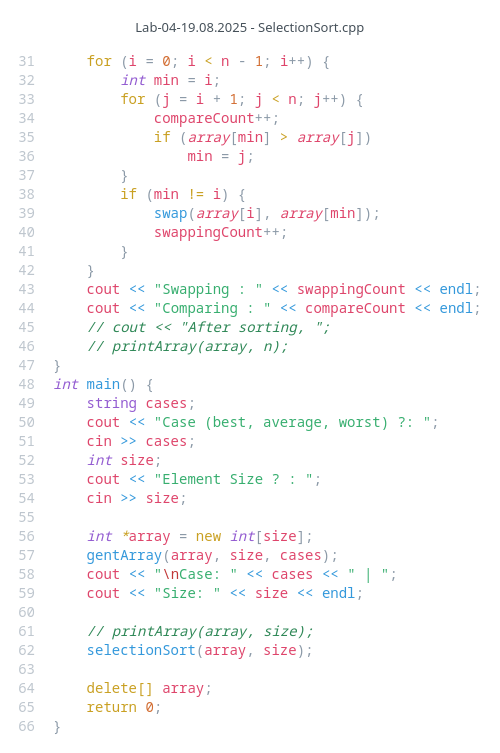 Lab-04-19.08.2025 - SelectionSort.cpp
31    for (i = 0; i < n - 1; i++) {
32        int min = i;
33        for (j = i + 1; j < n; j++) {
34            compareCount++;
35            if (array[min] > array[j])
36                min = j;
37        }
38        if (min != i) {
39            swap(array[i], array[min]);
40            swappingCount++;
41        }
42    }
43    cout << "Swapping : " << swappingCount << endl;
44    cout << "Comparing : " << compareCount << endl;
45    // cout << "After sorting, ";
46    // printArray(array, n);
47 }
48 int main() {
49    string cases;
50    cout << "Case (best, average, worst) ?: ";
51    cin >> cases;
52    int size;
53    cout << "Element Size ? : ";
54    cin >> size;
55
56    int *array = new int[size];
57    gentArray(array, size, cases);
58    cout << "\nCase: " << cases << " | ";
59    cout << "Size: " << size << endl;
60
61    // printArray(array, size);
62    selectionSort(array, size);
63
64    delete[] array;
65    return 0;
66 }